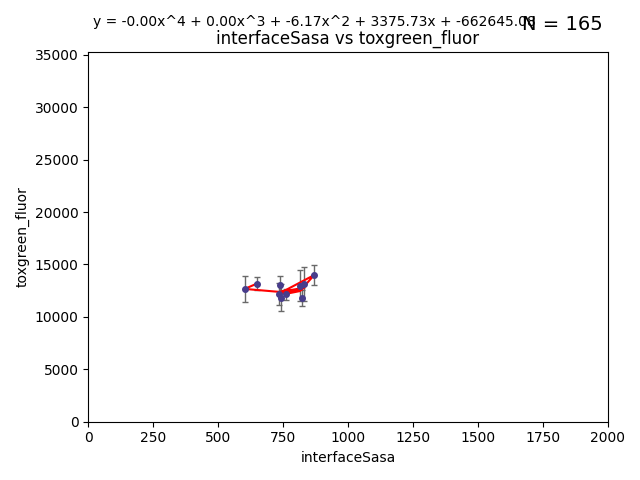 y = -0.00x^4 + 0.00x^3 + -6.17x^2 + 3375.73x + -662645.08
N = 165
interfaceSasa vs toxgreen_fluor
35000
30000
25000
20000
15000
10000
5000
0
toxgreen_fluor
0 250 500 750 1000 1250 1500 1750 2000
interfaceSasa